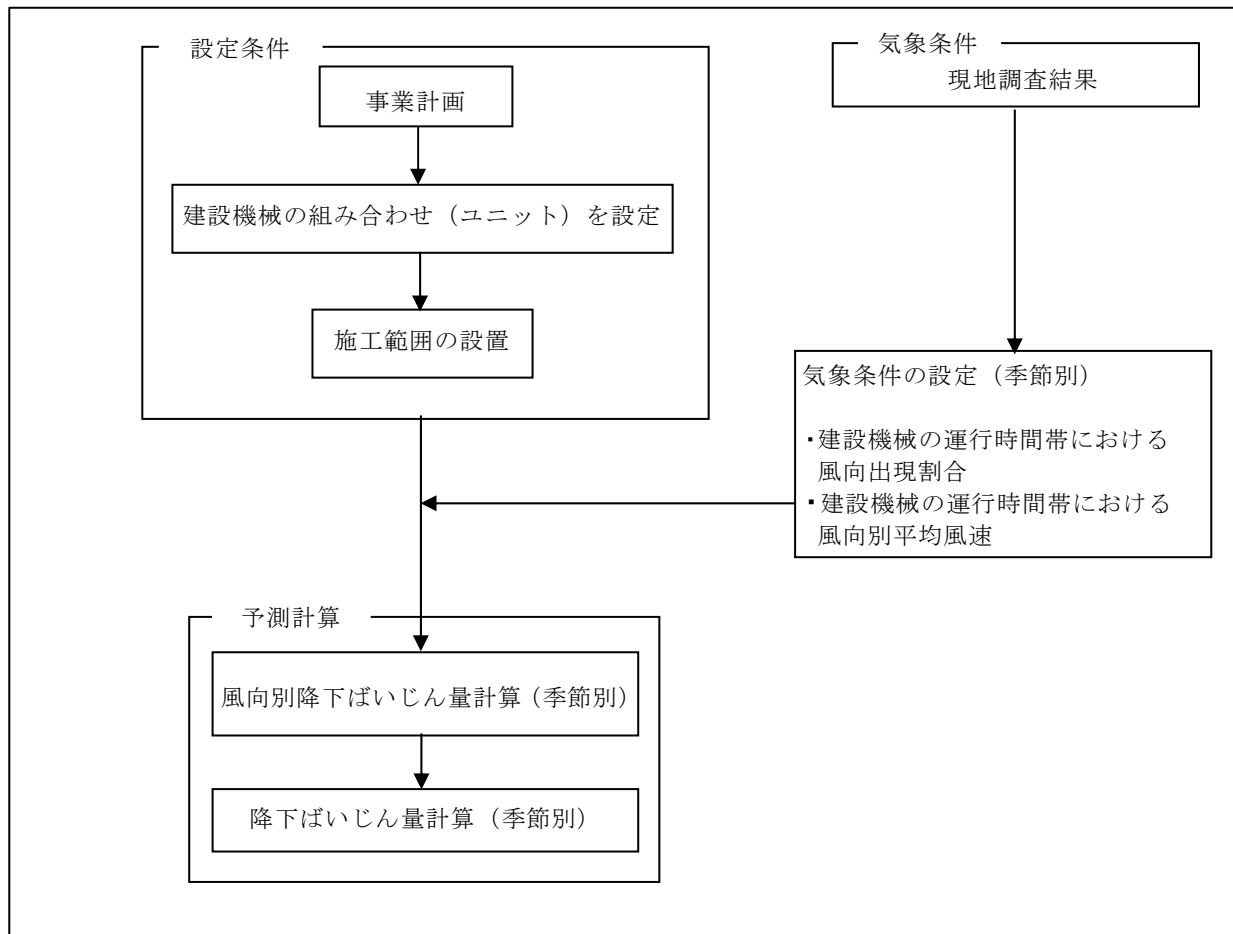 設定条件
事業計画
建設機械の組み合わせ（ユニット）を設定
施工範囲の設置
気象条件
現地調査結果
気象条件の設定（季節別）
・建設機械の運行時間帯における
風向出現割合
・建設機械の運行時間帯における
風向別平均風速
予測計算
風向別降下ばいじん量計算（季節別）
降下ばいじん量計算（季節別）